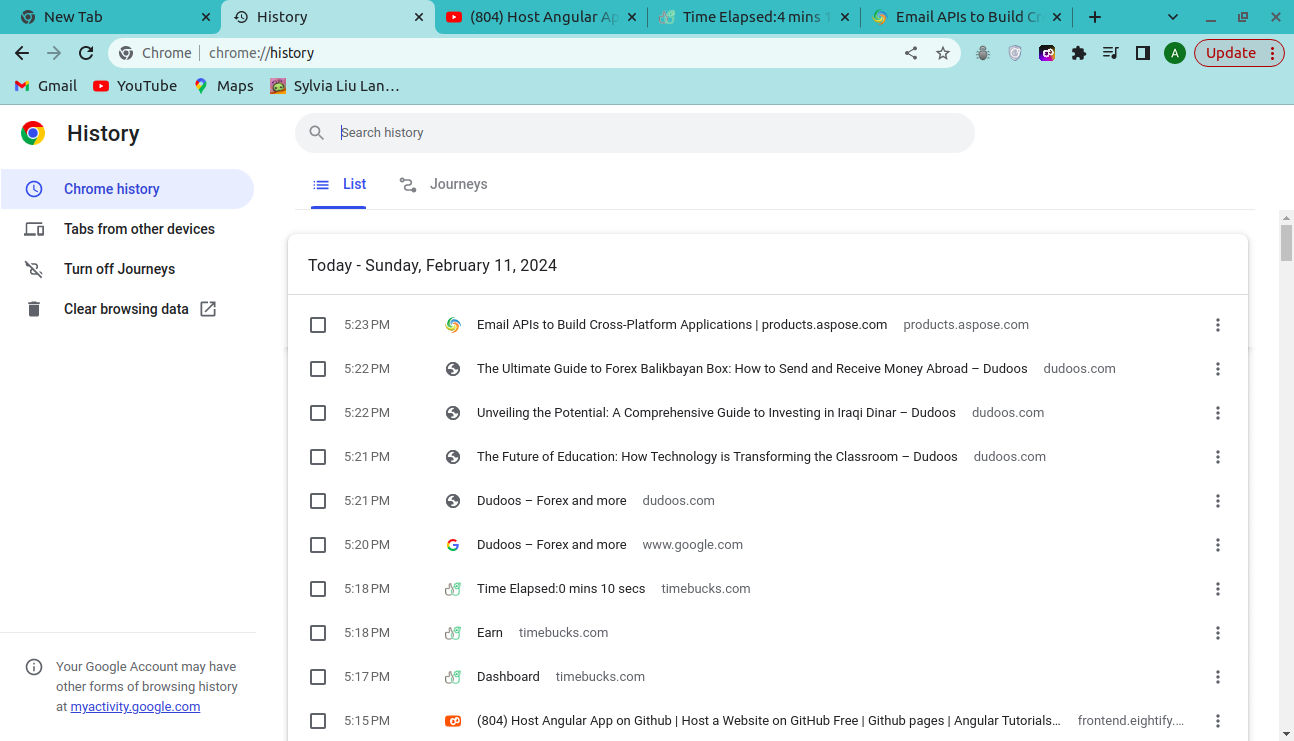 New Tab
History
(804) Host Angular Ap
Time Elapsed:4 mins 1
Email APIs to Build Cr
Chrome | chrome://history
A
Update
Gmail
YouTube
Maps
Sylvia Liu Lan…
History
Search history
List
Journeys
Chrome history
Tabs from other devices
Turn off Journeys
Clear browsing data
Today - Sunday, February 11, 2024
5:23 PM Email APIs to Build Cross-Platform Applications | products.aspose.com products.aspose.com
5:22 PM The Ultimate Guide to Forex Balikbayan Box: How to Send and Receive Money Abroad – Dudoos dudoos.com
5:22 PM Unveiling the Potential: A Comprehensive Guide to Investing in Iraqi Dinar – Dudoos dudoos.com
5:21 PM The Future of Education: How Technology is Transforming the Classroom – Dudoos dudoos.com
5:21 PM Dudoos – Forex and more dudoos.com
5:20 PM Dudoos – Forex and more www.google.com
5:18 PM Time Elapsed:0 mins 10 secs timebucks.com
5:18 PM Earn timebucks.com
5:17 PM Dashboard timebucks.com
5:15 PM (804) Host Angular App on Github | Host a Website on GitHub Free | Github pages | Angular Tutorials… frontend.eightify.…
Your Google Account may have
other forms of browsing history
at myactivity.google.com